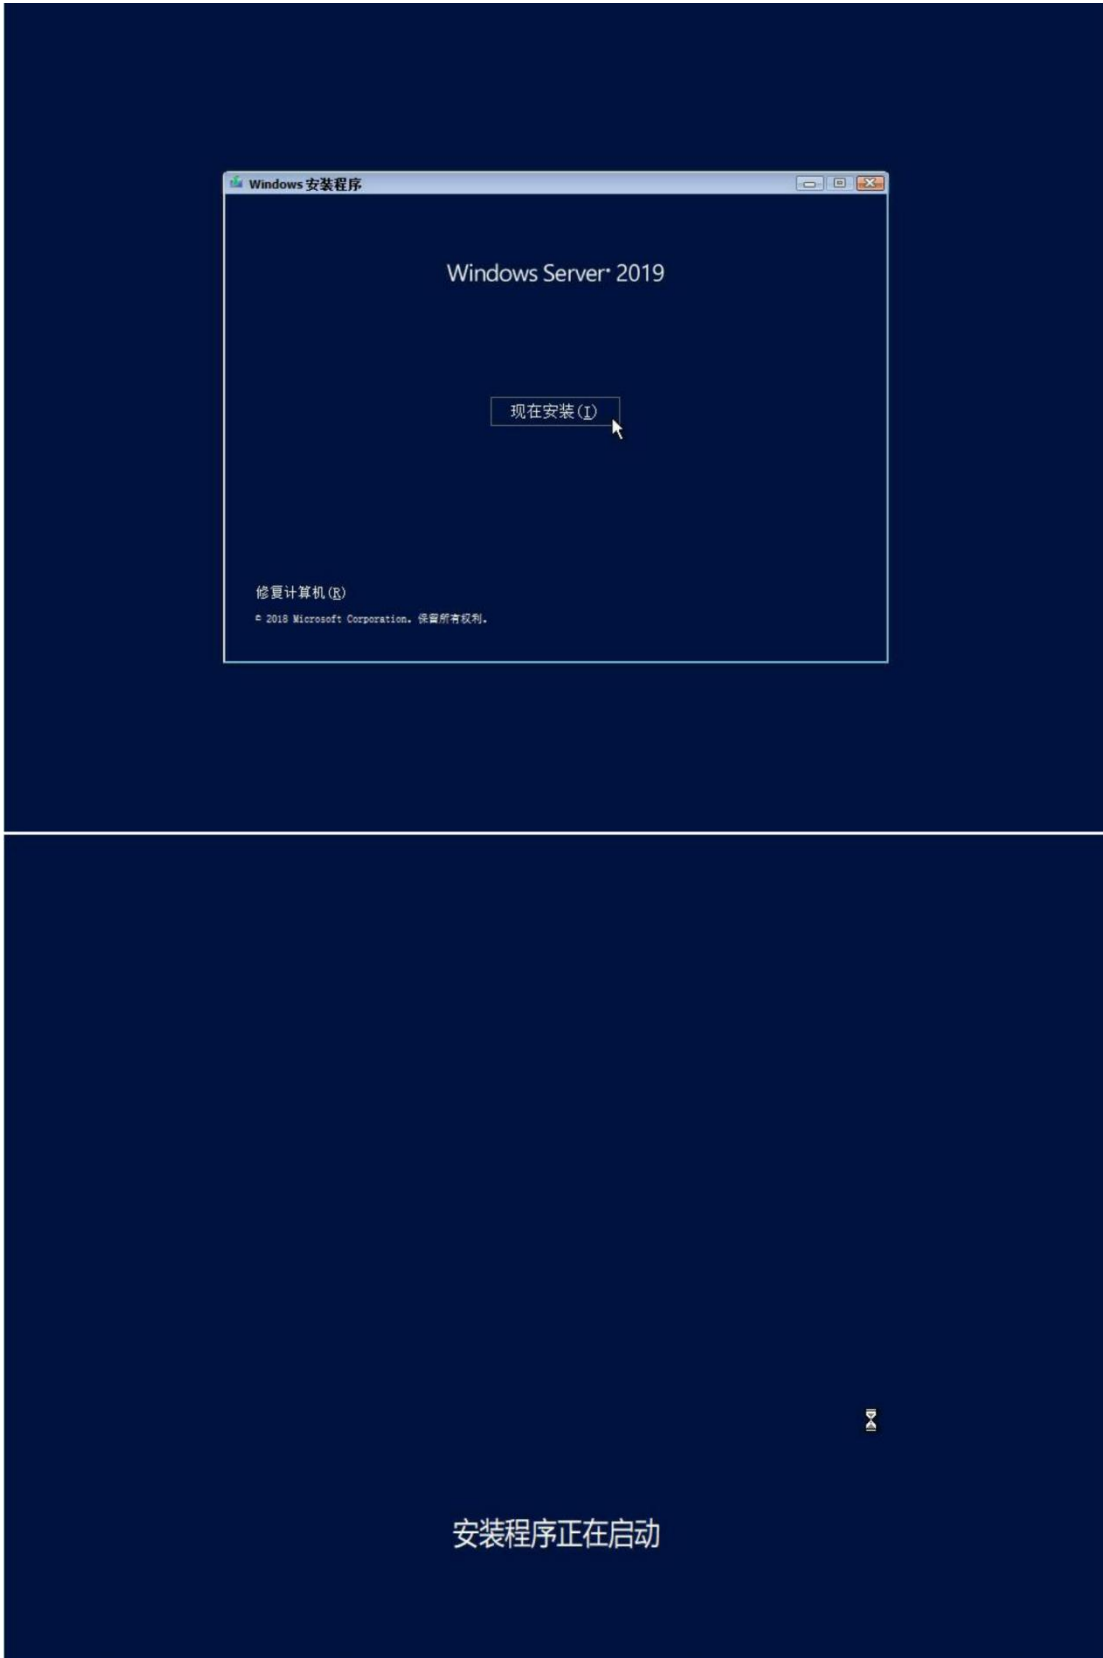 Windows 安装程序
Windows Server 2019
现在安装(I)
修复计算机(R)
© 2018 Microsoft Corporation。保留所有权利。
安装程序正在启动